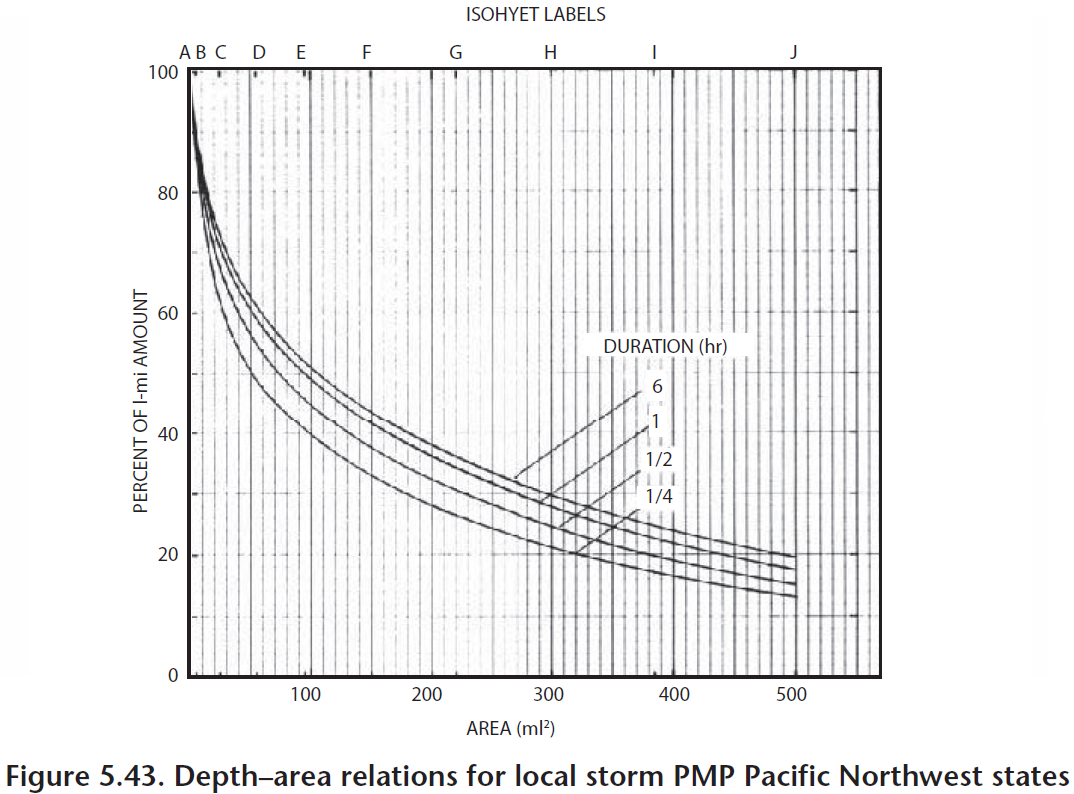 ISOHYET LABELS
A B C D E F G H I J
100
80
60
40
20
0
PERCENT OF I-mi AMOUNT
DURATION (hr)
6
1
1/2
1/4
100 200 300 400 500
AREA (ml²)
Figure 5.43. Depth–area relations for local storm PMP Pacific Northwest states